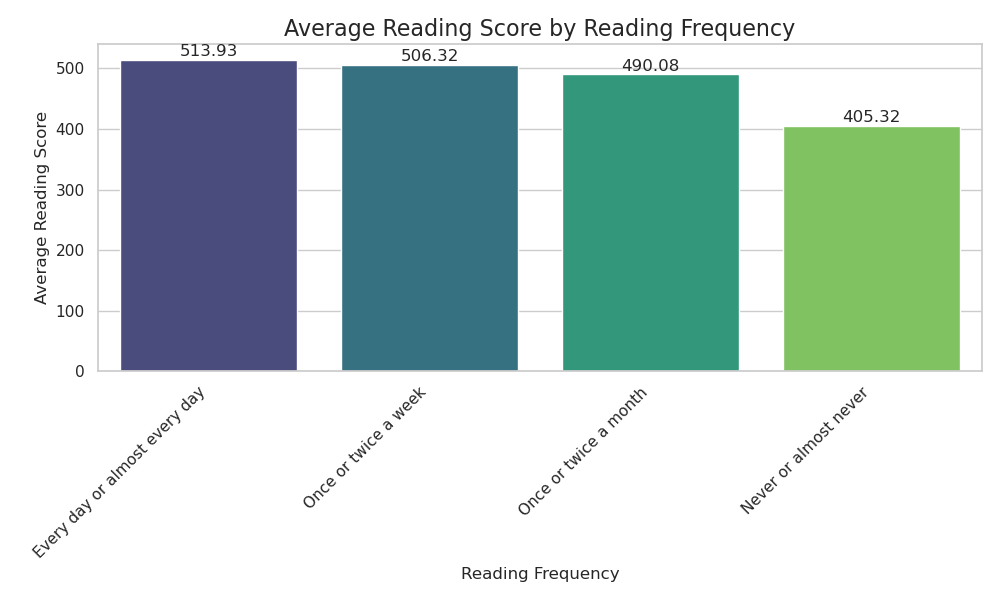 Average Reading Score by Reading Frequency
513.93
506.32
490.08
405.32
500
400
300
200
100
0
Average Reading Score
Every day or almost every day
Once or twice a week
Once or twice a month
Never or almost never
Reading Frequency